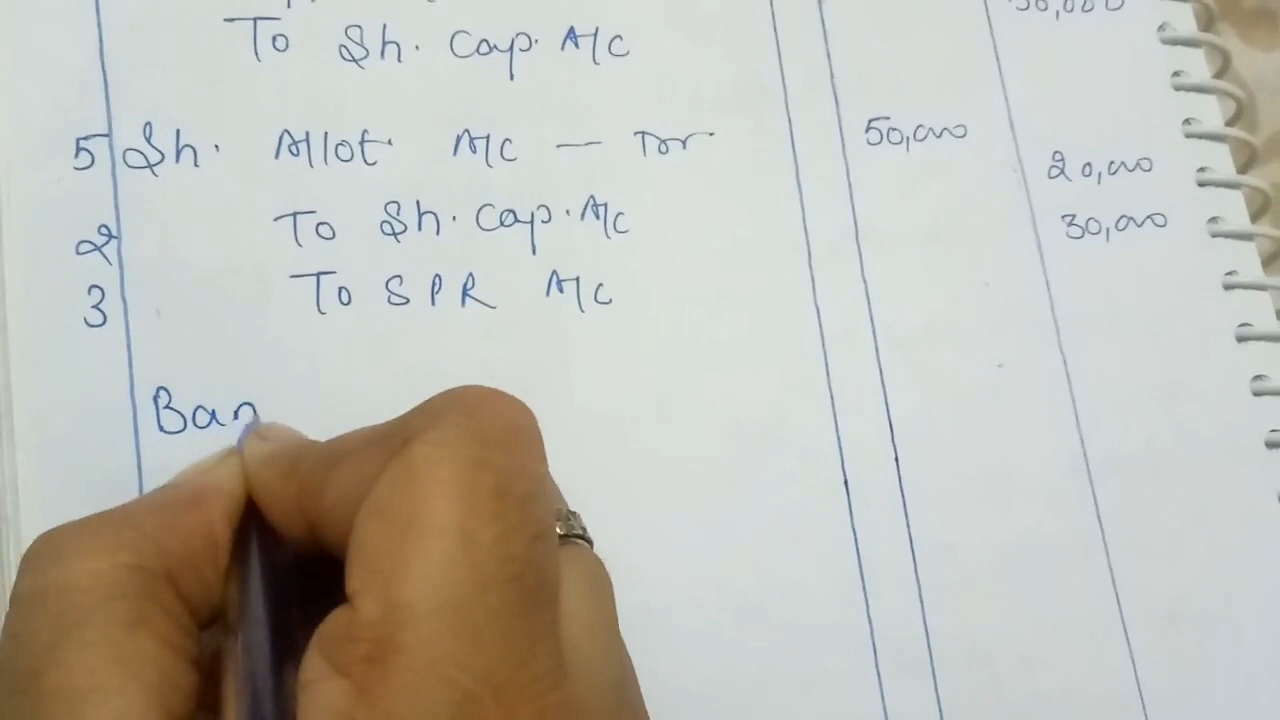 To Sh. Cap. A/c
5 Sh. Allot. A/c — Dr 50,000
20,000
2 To Sh. Cap. A/c 30,000
3 To SPR A/c
Ban